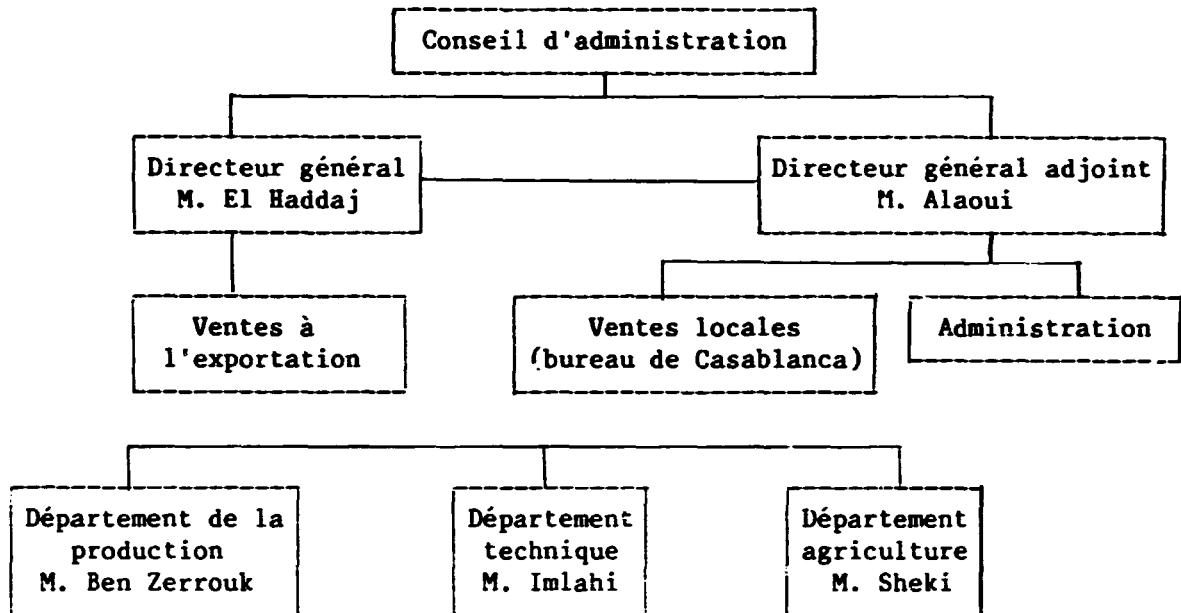 Conseil d'administration
Directeur général
M. El Haddaj
Directeur général adjoint
M. Alaoui
Ventes à
l'exportation
Ventes locales
(bureau de Casablanca)
Administration
Département de la
production
M. Ben Zerrouk
Département
technique
M. Imlahi
Département
agriculture
M. Sheki